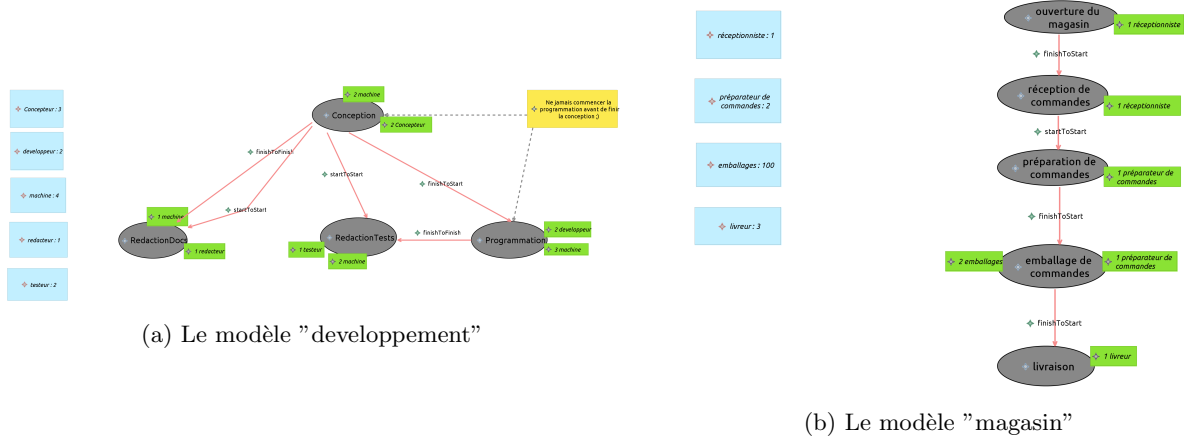 Concepteur : 3
developpeur : 2
machine : 4
redacteur : 1
testeur : 2
2 machine
Conception
2 Concepteur
Ne jamais commencer la
programmation avant de finir
la conception ;)
finishToFinish
startToStart
finishToStart
startToStart
1 machine
RedactionDocs
1 redacteur
RedactionTests
1 testeur
2 machine
finishToFinish
Programmation
2 developpeur
3 machine
(a) Le modèle ”developpement”
réceptionniste : 1
préparateur de
commandes : 2
emballages : 100
livreur : 3
ouverture du
magasin
1 réceptionniste
finishToStart
réception de
commandes
1 réceptionniste
startToStart
préparation de
commandes
1 préparateur de
commandes
finishToStart
2 emballages
emballage de
commandes
1 préparateur de
commandes
finishToStart
livraison
1 livreur
(b) Le modèle ”magasin”